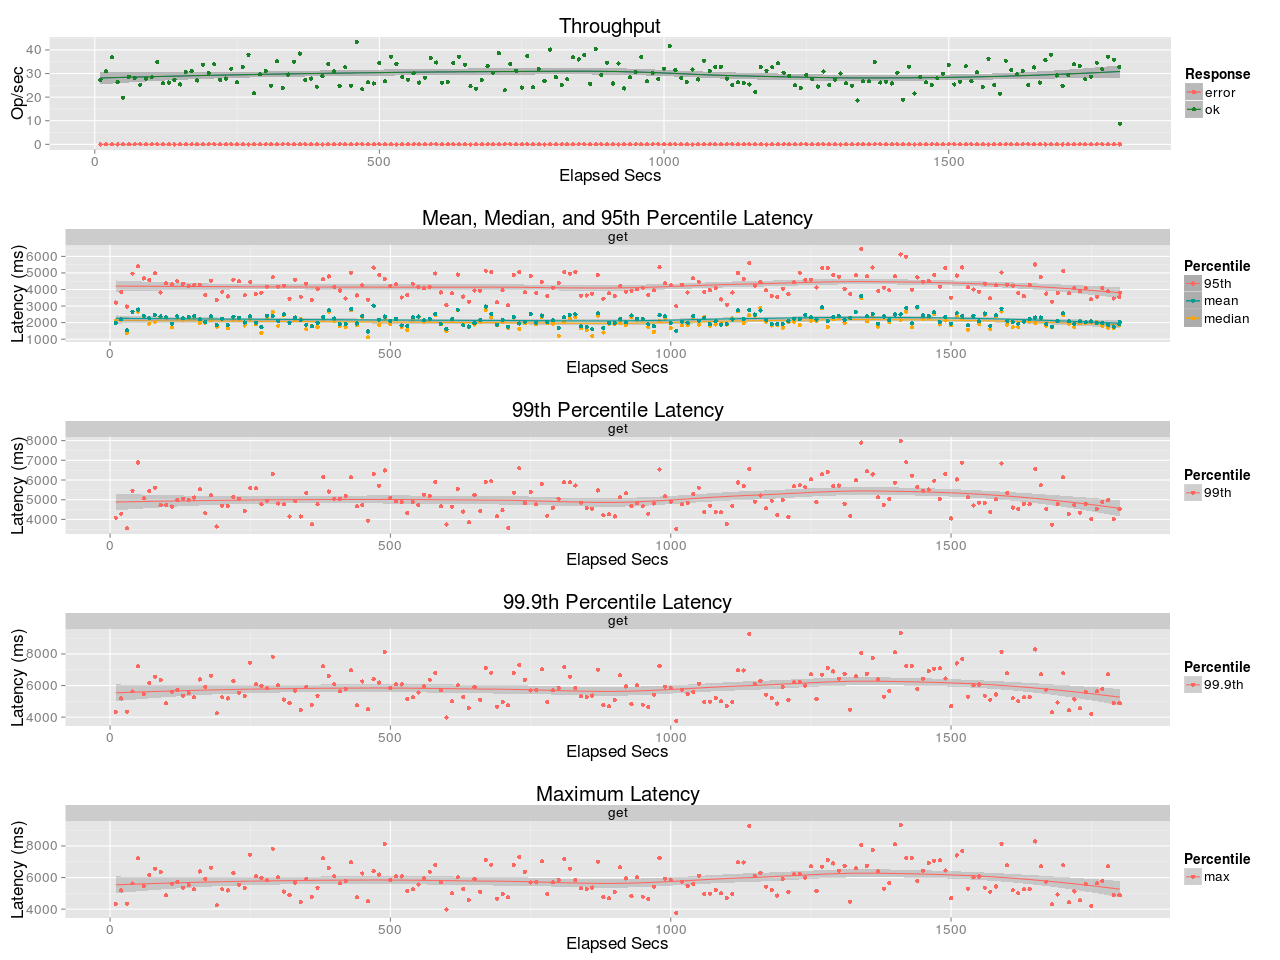 Throughput
Op/sec
40
30
20
10
0
0 500 1000 1500
Elapsed Secs
Response
error
ok
Mean, Median, and 95th Percentile Latency
get
Latency (ms)
6000
5000
4000
3000
2000
1000
0 500 1000 1500
Elapsed Secs
Percentile
95th
mean
median
99th Percentile Latency
get
Latency (ms)
8000
7000
6000
5000
4000
0 500 1000 1500
Elapsed Secs
Percentile
99th
99.9th Percentile Latency
get
Latency (ms)
8000
6000
4000
0 500 1000 1500
Elapsed Secs
Percentile
99.9th
Maximum Latency
get
Latency (ms)
8000
6000
4000
0 500 1000 1500
Elapsed Secs
Percentile
max